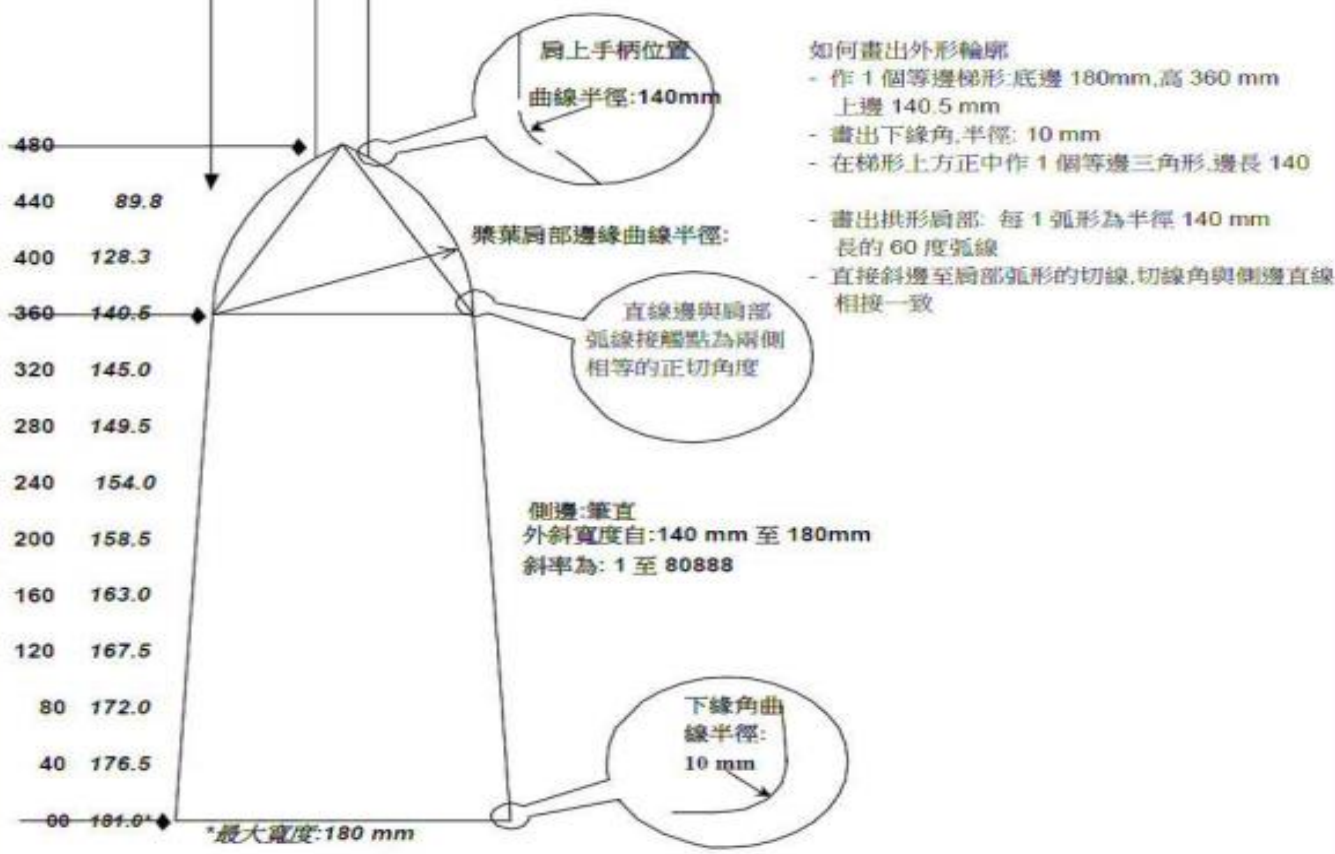 肩上手柄位置
曲線半徑:140mm
如何畫出外形輪廓
- 作 1 個等邊梯形:底邊 180mm,高 360 mm
上邊 140.5 mm
- 畫出下緣角,半徑: 10 mm
- 在梯形上方正中作 1 個等邊三角形,邊長 140
- 畫出拱形肩部: 每 1 弧形為半徑 140 mm
長的 60 度弧線
- 直接斜邊至肩部弧形的切線,切線角與側邊直線
相接一致
480
440 89.8
槳葉肩部邊緣曲線半徑:
400 128.3
360 140.5
直線邊與肩部
弧線接觸點為兩側
相等的正切角度
320 145.0
280 149.5
240 154.0
側邊:筆直
外斜寬度自:140 mm 至 180mm
斜率為: 1 至 80888
200 158.5
160 163.0
120 167.5
80 172.0
40 176.5
下緣角曲
線半徑:
10 mm
00 181.0*
*最大寬度:180 mm